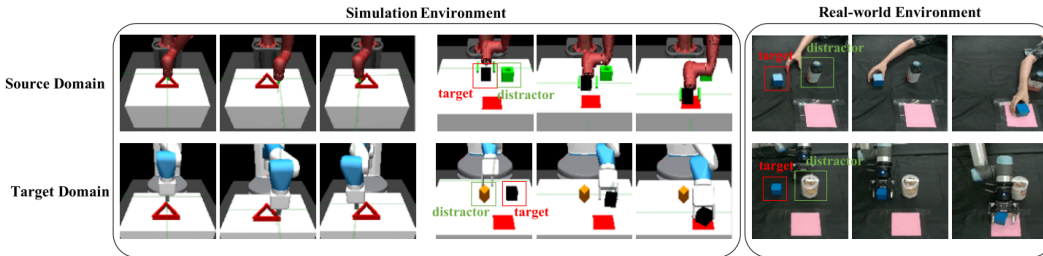 Simulation Environment
Real-world Environment
Source Domain
target
distractor
target
distractor
Target Domain
distractor
target
target
distractor